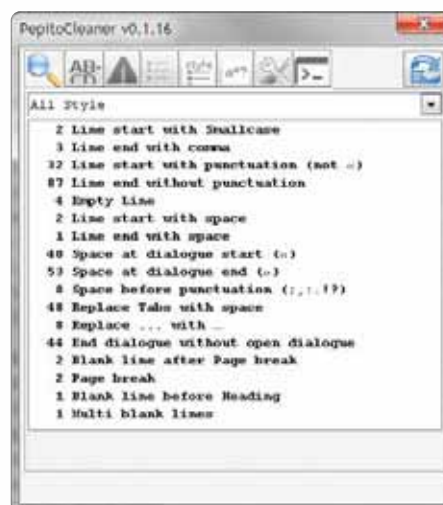 PepitoCleaner v0.1.16
All Style
2 Line start with Smallcase
3 Line end with comma
32 Line start with punctuation (not «)
87 Line end without punctuation
4 Empty Line
2 Line start with space
1 Line end with space
40 Space at dialogue start («)
53 Space at dialogue end (»)
8 Space before punctuation (;,:.!?)
48 Replace Tabs with space
8 Replace ... with …
44 End dialogue without open dialogue
2 Blank line after Page break
2 Page break
1 Blank line before Heading
1 Multi blank lines